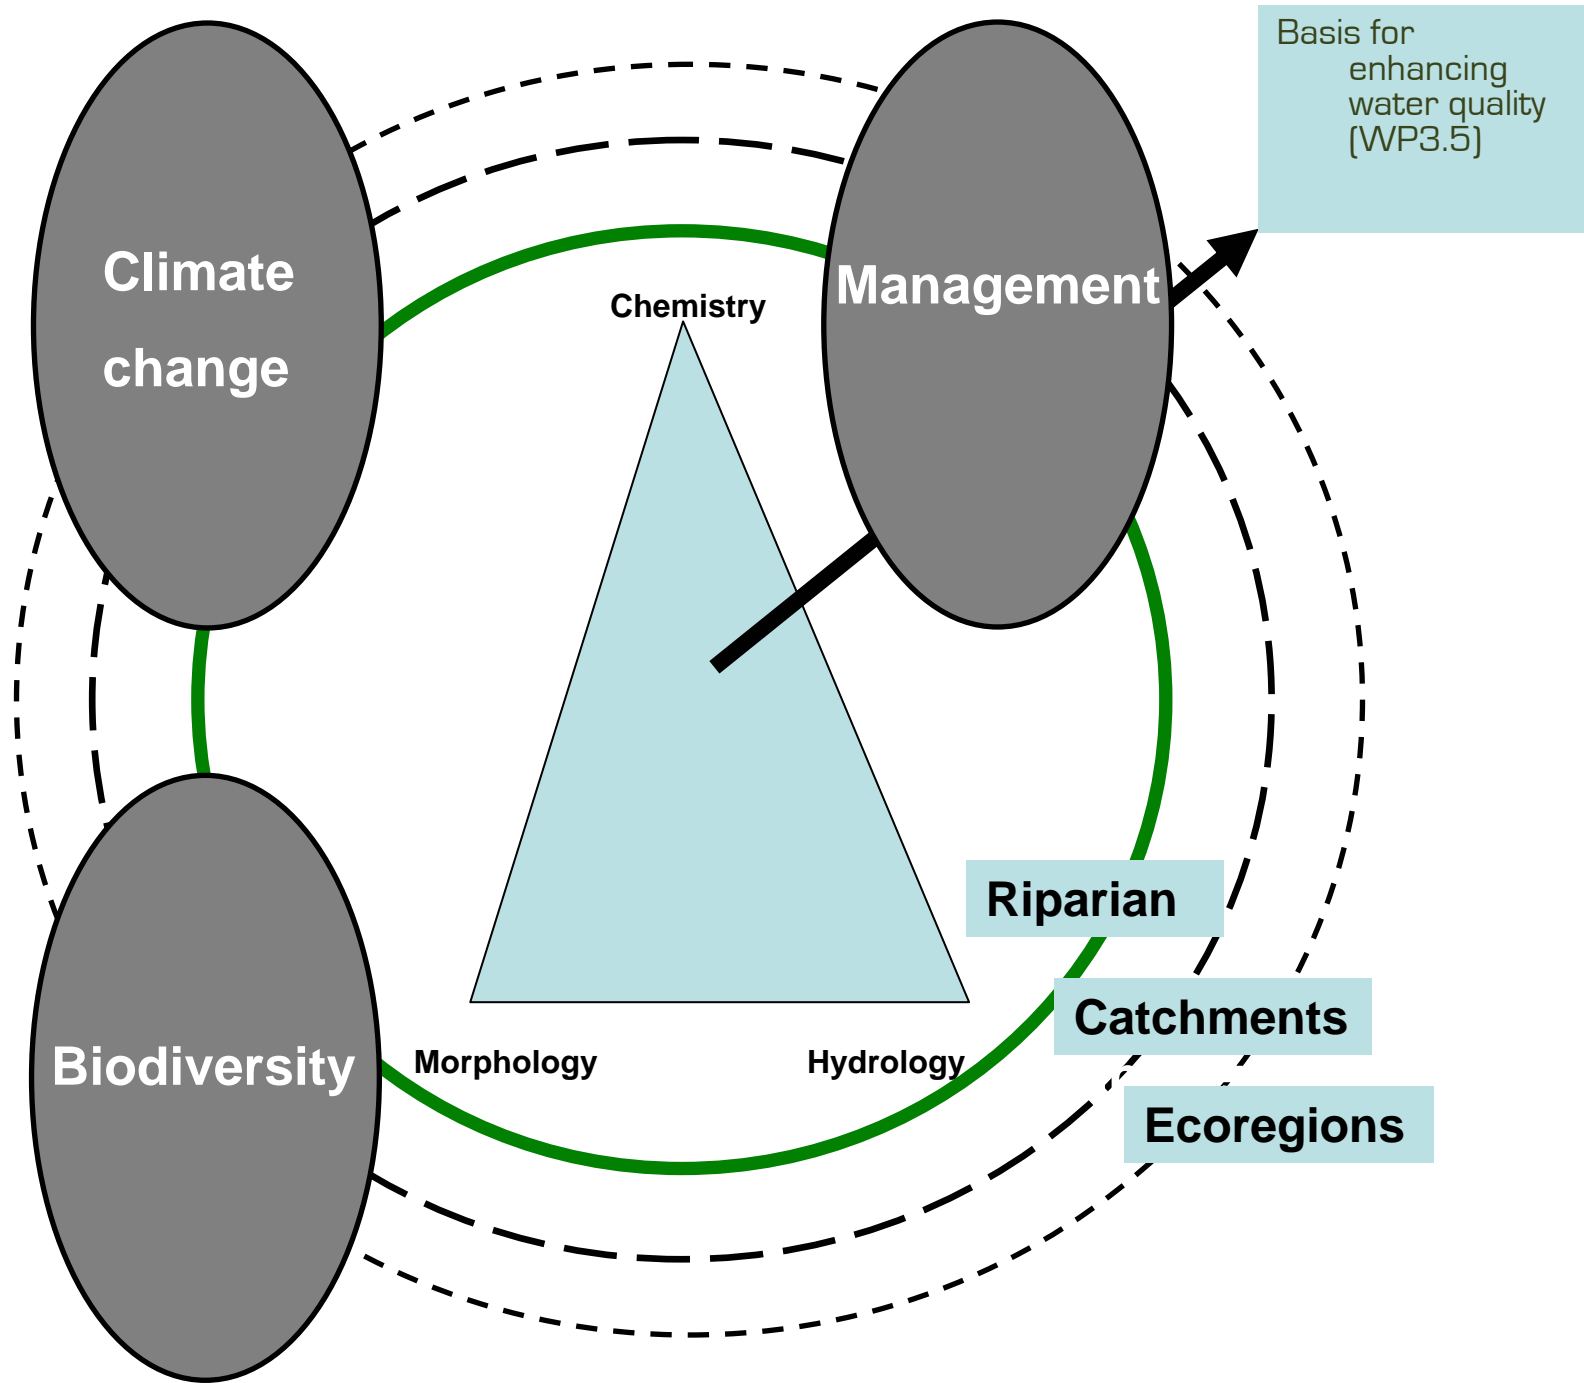 Basis for
enhancing
water quality
(WP3.5)
Climate
change
Management
Chemistry
Riparian
Catchments
Biodiversity
Morphology
Hydrology
Ecoregions